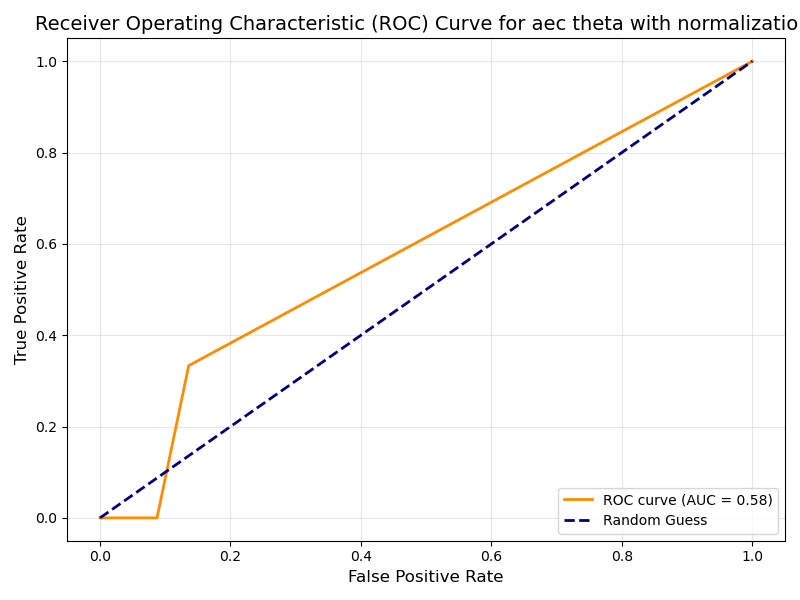 Receiver Operating Characteristic (ROC) Curve for aec theta with normalizatio
True Positive Rate
1.0
0.8
0.6
0.4
0.2
0.0
ROC curve (AUC = 0.58)
Random Guess
0.0 0.2 0.4 0.6 0.8 1.0
False Positive Rate